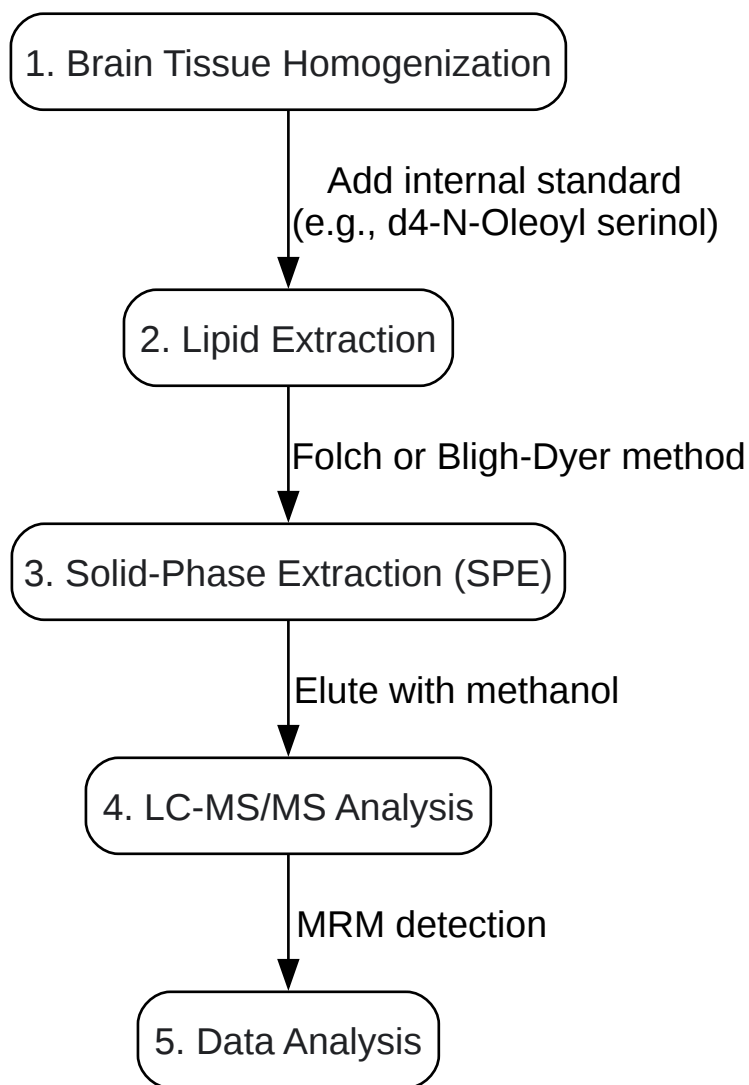 1. Brain Tissue Homogenization
Add internal standard
(e.g., d4-N-Oleoyl serinol)
2. Lipid Extraction
Folch or Bligh-Dyer method
3. Solid-Phase Extraction (SPE)
Elute with methanol
4. LC-MS/MS Analysis
MRM detection
5. Data Analysis